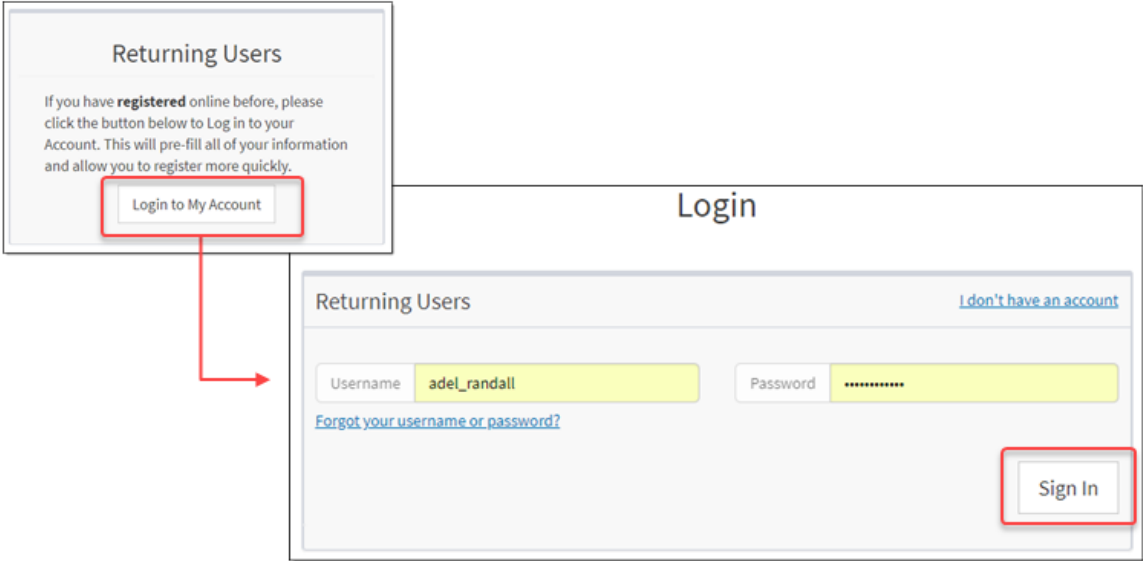 Returning Users
If you have registered online before, please
click the button below to Log in to your
Account. This will pre-fill all of your information
and allow you to register more quickly.
Login to My Account
Login
Returning Users
I don't have an account
Username adel_randall
Password ••••••••••••
Forgot your username or password?
Sign In